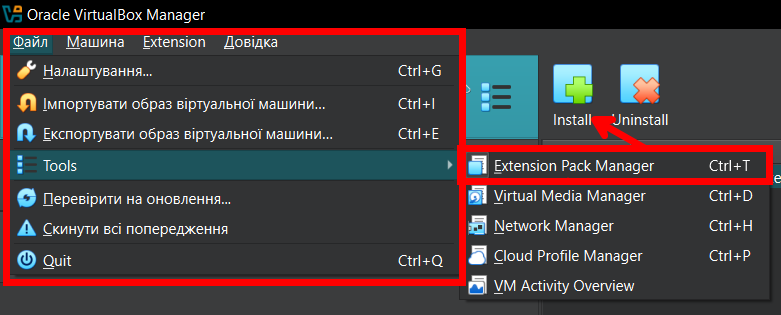 Oracle VirtualBox Manager
Файл Машина Extension Довідка
Налаштування... Ctrl+G
Імпортувати образ віртуальної машини... Ctrl+I
Експортувати образ віртуальної машини... Ctrl+E
Tools
Перевірити на оновлення...
Скинути всі попередження
Quit Ctrl+Q
Install Uninstall
Extension Pack Manager Ctrl+T
Virtual Media Manager Ctrl+D
Network Manager Ctrl+H
Cloud Profile Manager Ctrl+P
VM Activity Overview